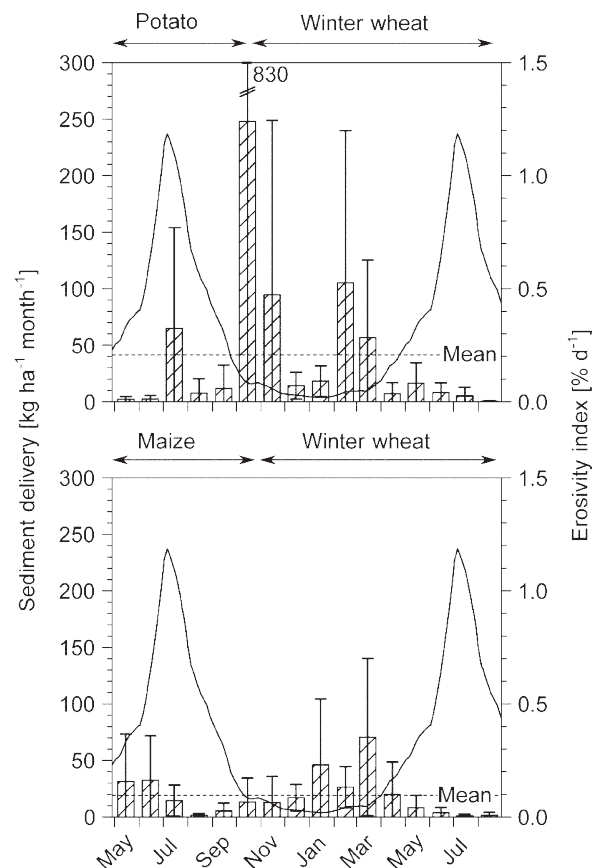 Potato Winter wheat
300 1.5
830
250
200 1.0
150
100 0.5
50
Mean
0 0.0
Sediment delivery [kg ha⁻¹ month⁻¹]
Erosivity index [% d⁻¹]
Maize Winter wheat
300 1.5
250
200 1.0
150
100 0.5
50
Mean
0 0.0
May Jul Sep Nov Jan Mar May Jul